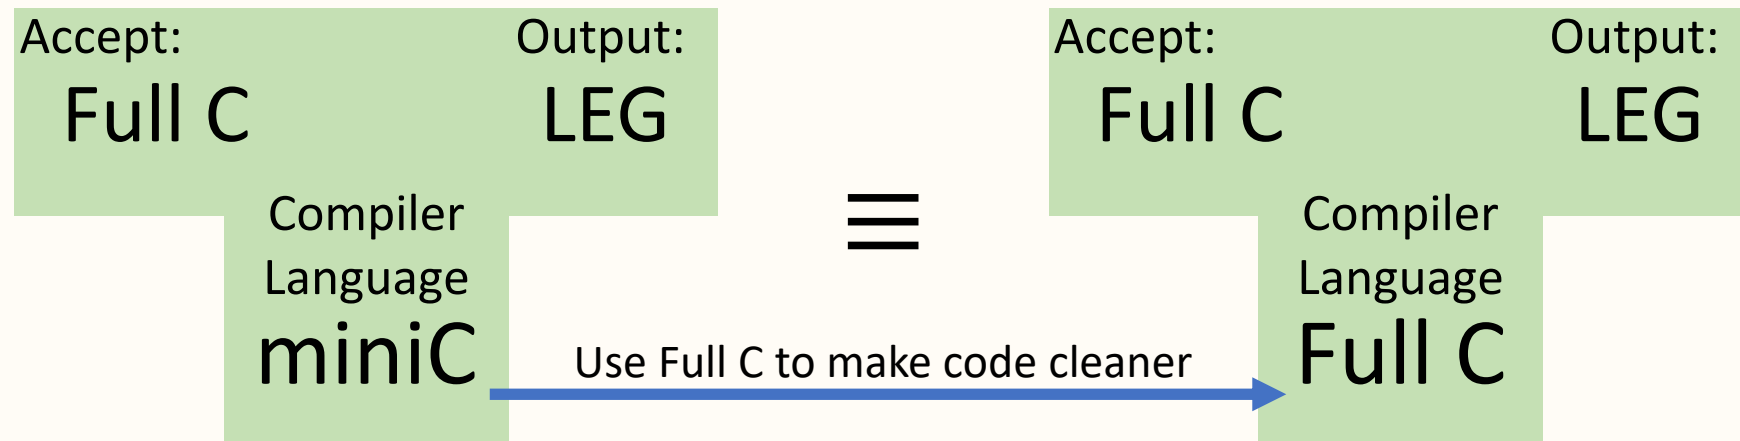 Accept:
Output:
Full C
LEG
Compiler
Language
miniC
≡
Use Full C to make code cleaner
Accept:
Output:
Full C
LEG
Compiler
Language
Full C